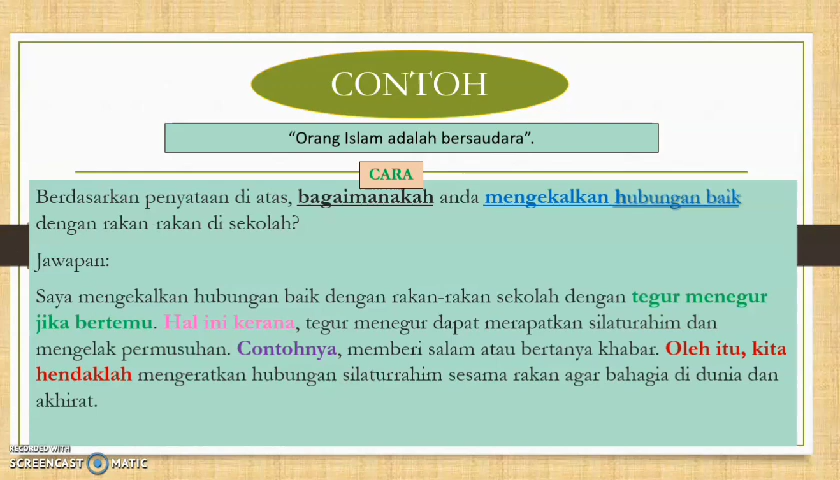 CONTOH
“Orang Islam adalah bersaudara”.
CARA
Berdasarkan penyataan di atas, bagaimanakah anda mengekalkan hubungan baik
dengan rakan-rakan di sekolah?
Jawapan:
Saya mengekalkan hubungan baik dengan rakan-rakan sekolah dengan tegur menegur
jika bertemu. Hal ini kerana, tegur menegur dapat merapatkan silaturahim dan
mengelak permusuhan. Contohnya, memberi salam atau bertanya khabar. Oleh itu, kita
hendaklah mengeratkan hubungan silaturrahim sesama rakan agar bahagia di dunia dan
akhirat.
RECORDED WITH
SCREENCAST MATIC